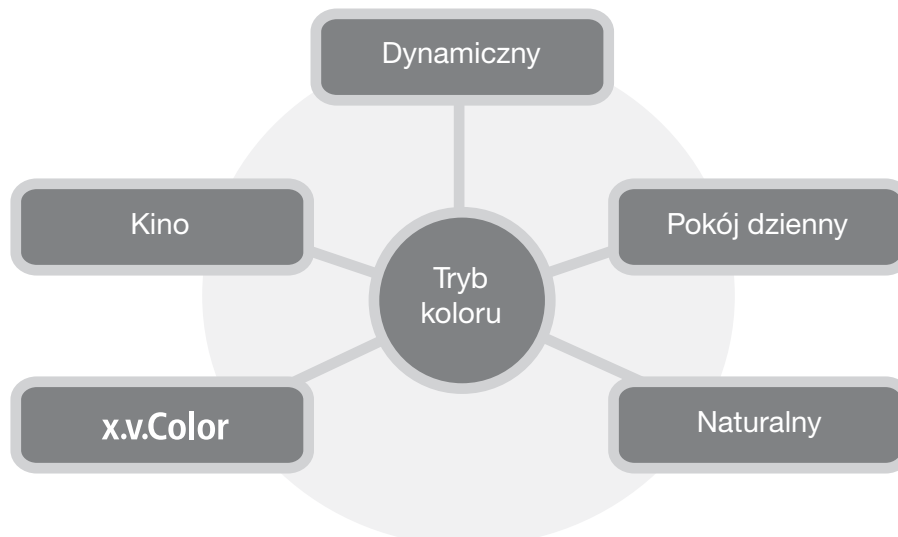 Dynamiczny
Kino
Pokój dzienny
Tryb
koloru
x.v.Color
Naturalny